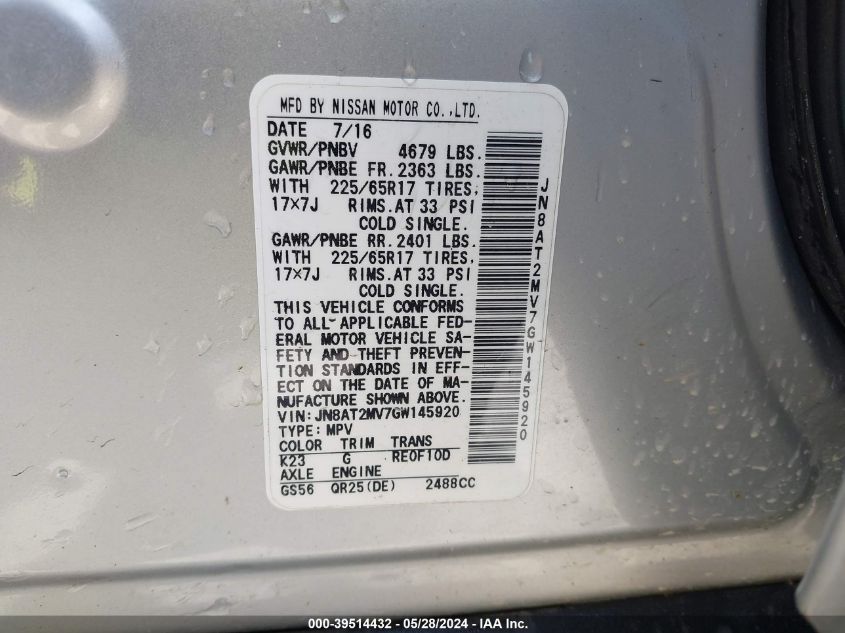 MFD BY NISSAN MOTOR CO.,LTD.
DATE 7/16
GVWR/PNBV 4679 LBS.
GAWR/PNBE FR. 2363 LBS.
WITH 225/65R17 TIRES,
17×7J RIMS.AT 33 PSI
COLD SINGLE.
GAWR/PNBE RR. 2401 LBS.
WITH 225/65R17 TIRES,
17×7J RIMS.AT 33 PSI
COLD SINGLE.
THIS VEHICLE CONFORMS
TO ALL APPLICABLE FED-
ERAL MOTOR VEHICLE SA-
FETY AND THEFT PREVEN-
TION STANDARDS IN EFF-
ECT ON THE DATE OF MA-
NUFACTURE SHOWN ABOVE.
VIN:JN8AT2MV7GW145920
TYPE: MPV
COLOR TRIM TRANS
K23 G RE0F10D
AXLE ENGINE
GS56 QR25(DE) 2488CC
JN8AT2MV7GW145920
000-39514432 - 05/28/2024 - IAA Inc.